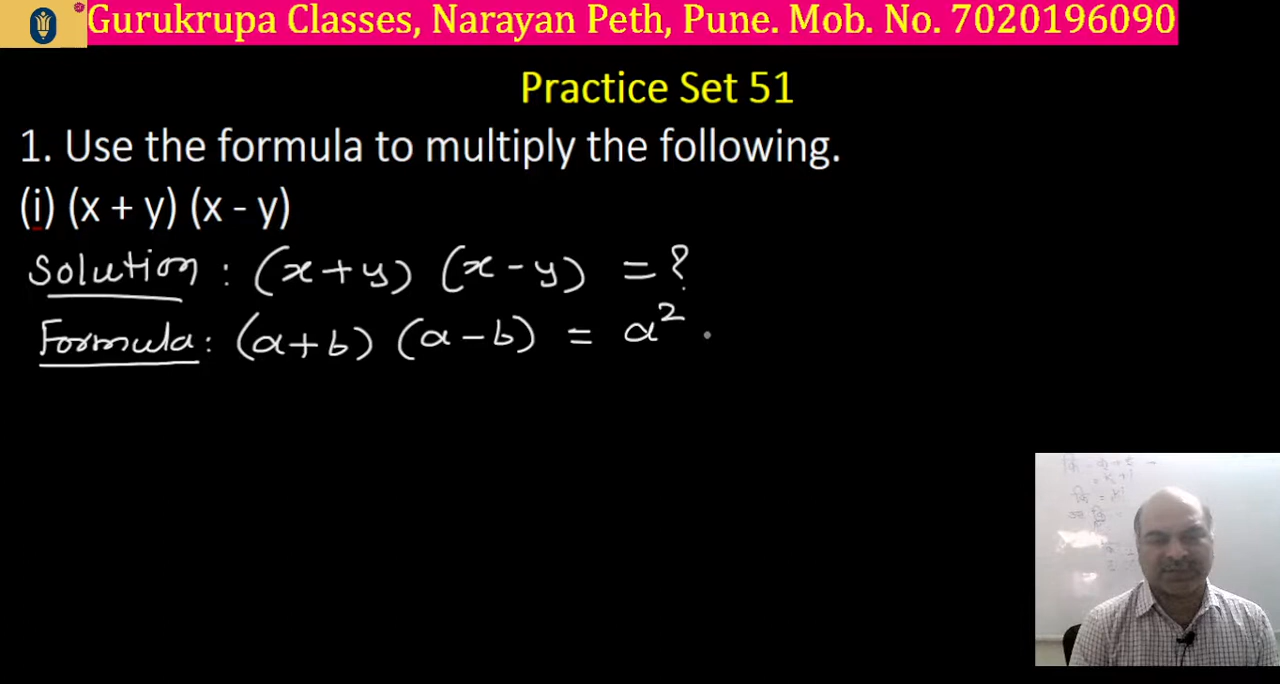 Gurukrupa Classes, Narayan Peth, Pune. Mob. No. 7020196090
Practice Set 51
1. Use the formula to multiply the following.
(i) (x + y) (x - y)
Solution : (x+y) (x-y) = ?
Formula : (a+b) (a-b) = a²